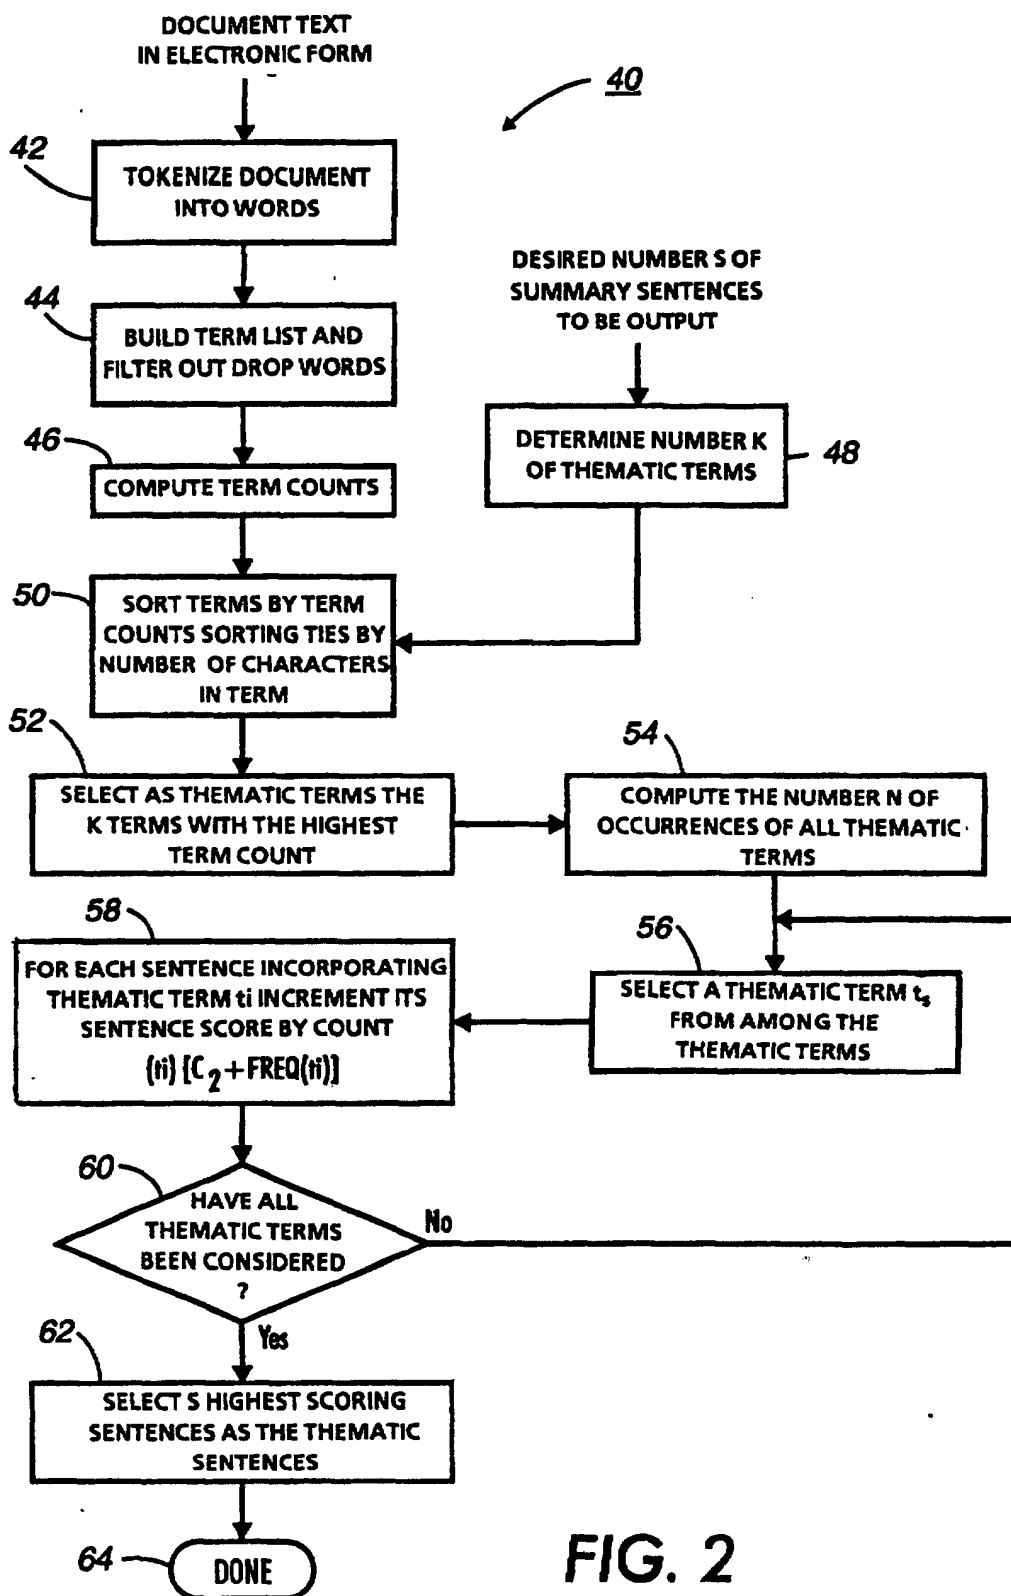 DOCUMENT TEXT
IN ELECTRONIC FORM
40
42
TOKENIZE DOCUMENT
INTO WORDS
DESIRED NUMBER S OF
SUMMARY SENTENCES
TO BE OUTPUT
44
BUILD TERM LIST AND
FILTER OUT DROP WORDS
46
COMPUTE TERM COUNTS
DETERMINE NUMBER K
OF THEMATIC TERMS
48
50
SORT TERMS BY TERM
COUNTS SORTING TIES BY
NUMBER OF CHARACTERS
IN TERM
52
SELECT AS THEMATIC TERMS THE
K TERMS WITH THE HIGHEST
TERM COUNT
54
COMPUTE THE NUMBER N OF
OCCURRENCES OF ALL THEMATIC
TERMS
56
SELECT A THEMATIC TERM ts
FROM AMONG THE
THEMATIC TERMS
58
FOR EACH SENTENCE INCORPORATING
THEMATIC TERM ti INCREMENT ITS
SENTENCE SCORE BY COUNT
(ti) [C2+FREQ(ti)]
60
HAVE ALL
THEMATIC TERMS
BEEN CONSIDERED
?
No
Yes
62
SELECT S HIGHEST SCORING
SENTENCES AS THE THEMATIC
SENTENCES
64
DONE
FIG. 2